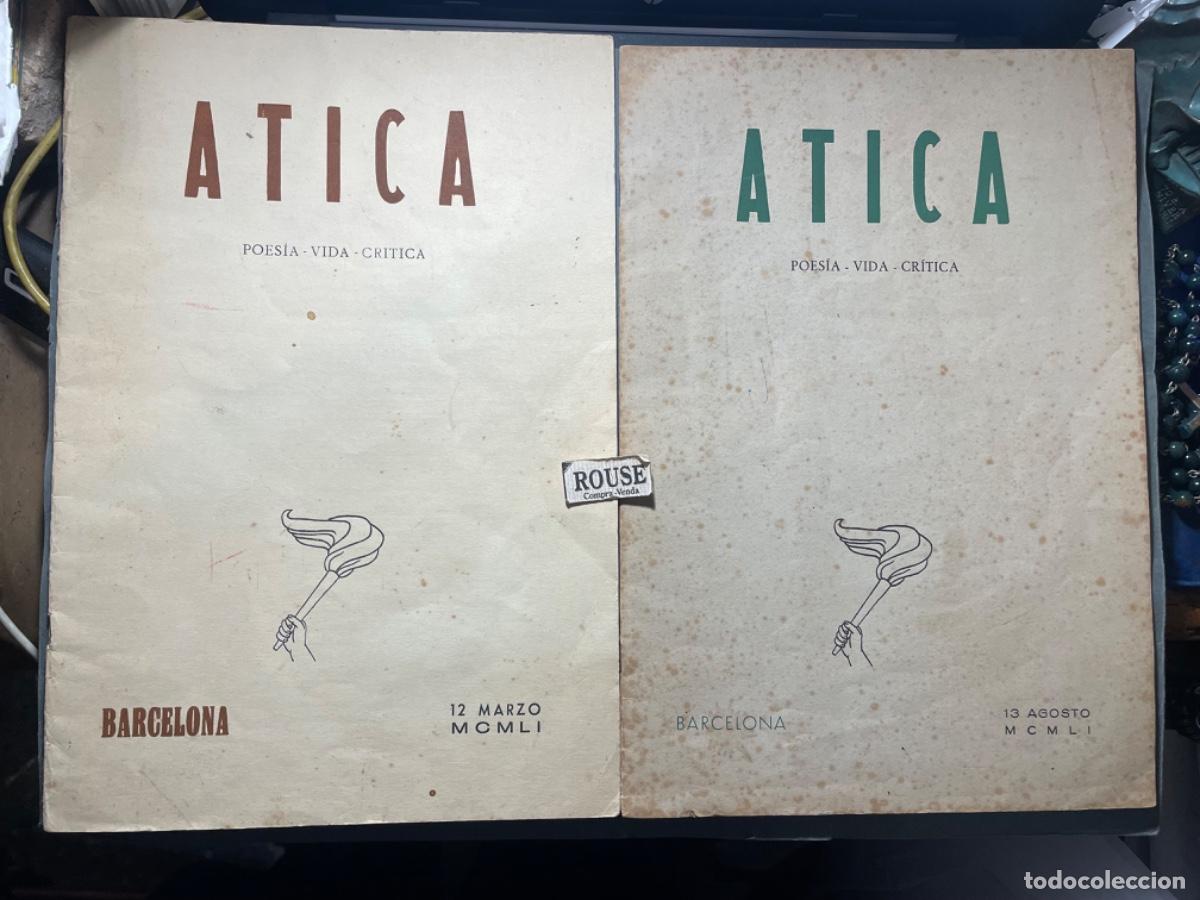 ATICA
POESÍA - VIDA - CRITICA
BARCELONA
12 MARZO
MCMLI
ATICA
POESÍA - VIDA - CRÍTICA
BARCELONA
13 AGOSTO
MCMLI
ROUSE
Compra-Venda
todocoleccion